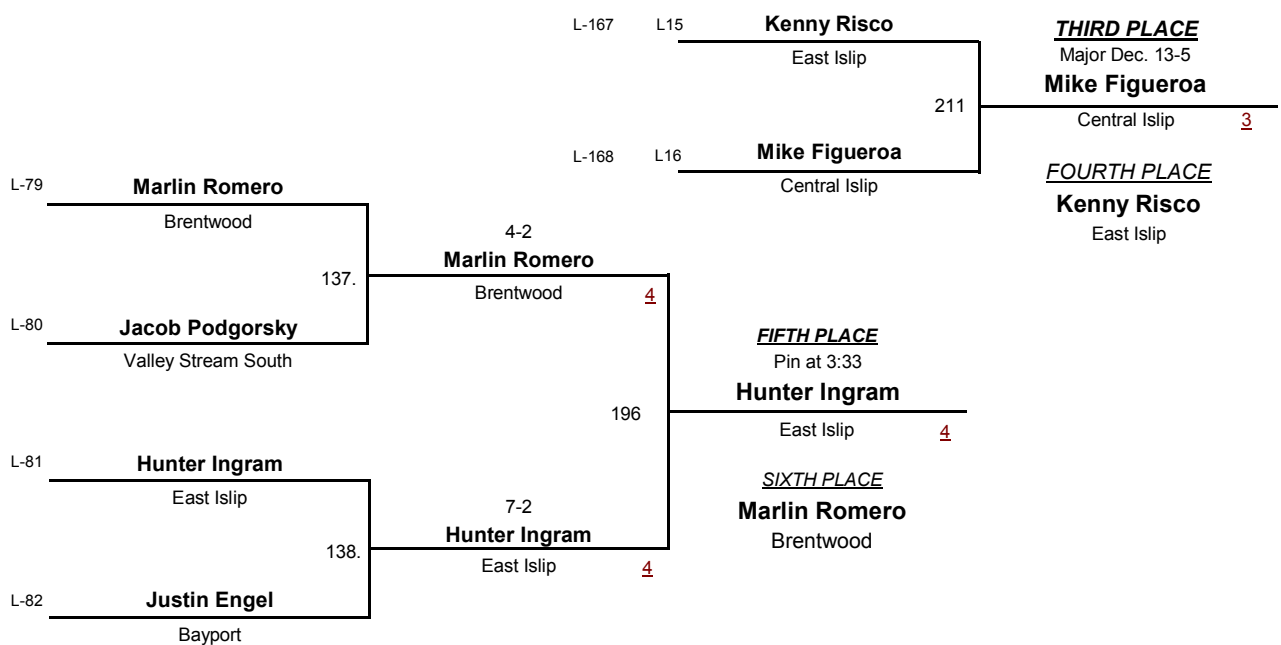 L-167 L15 Kenny Risco
East Islip
THIRD PLACE
Major Dec. 13-5
211
Mike Figueroa
Central Islip 3
L-168 L16 Mike Figueroa
Central Islip
FOURTH PLACE
Kenny Risco
East Islip
L-79 Marlin Romero
Brentwood
137.
4-2
Marlin Romero
Brentwood 4
L-80 Jacob Podgorsky
Valley Stream South
196
FIFTH PLACE
Pin at 3:33
Hunter Ingram
East Islip 4
L-81 Hunter Ingram
East Islip
138.
7-2
Hunter Ingram
East Islip 4
SIXTH PLACE
Marlin Romero
Brentwood
L-82 Justin Engel
Bayport